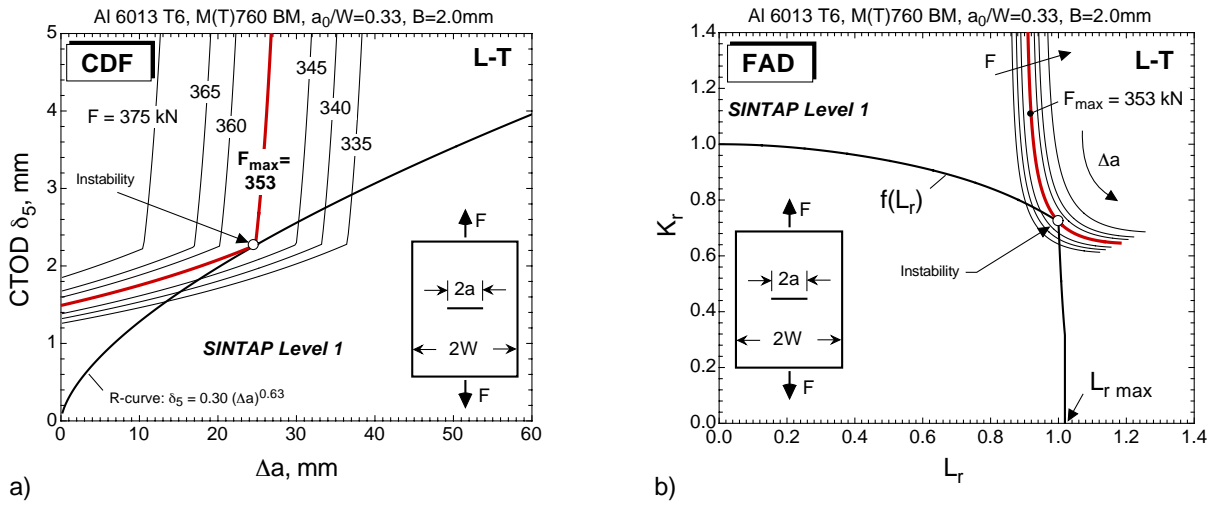 Al 6013 T6, M(T)760 BM, a₀/W=0.33, B=2.0mm
CDF
L-T
F = 375 kN
365
360
345
340
335
Fmax=
353
Instability
SINTAP Level 1
R-curve: δ₅ = 0.30 (Δa)^0.63
F
2a
2W
F
5
4
3
2
1
0
0
10
20
30
40
50
60
CTOD δ₅, mm
Δa, mm
a)
Al 6013 T6, M(T)760 BM, a₀/W=0.33, B=2.0mm
FAD
L-T
SINTAP Level 1
F
Fmax = 353 kN
Δa
f(Lr)
Instability
Lr max
F
2a
2W
F
1.4
1.2
1.0
0.8
0.6
0.4
0.2
0.0
0.0
0.2
0.4
0.6
0.8
1.0
1.2
1.4
Kr
Lr
b)